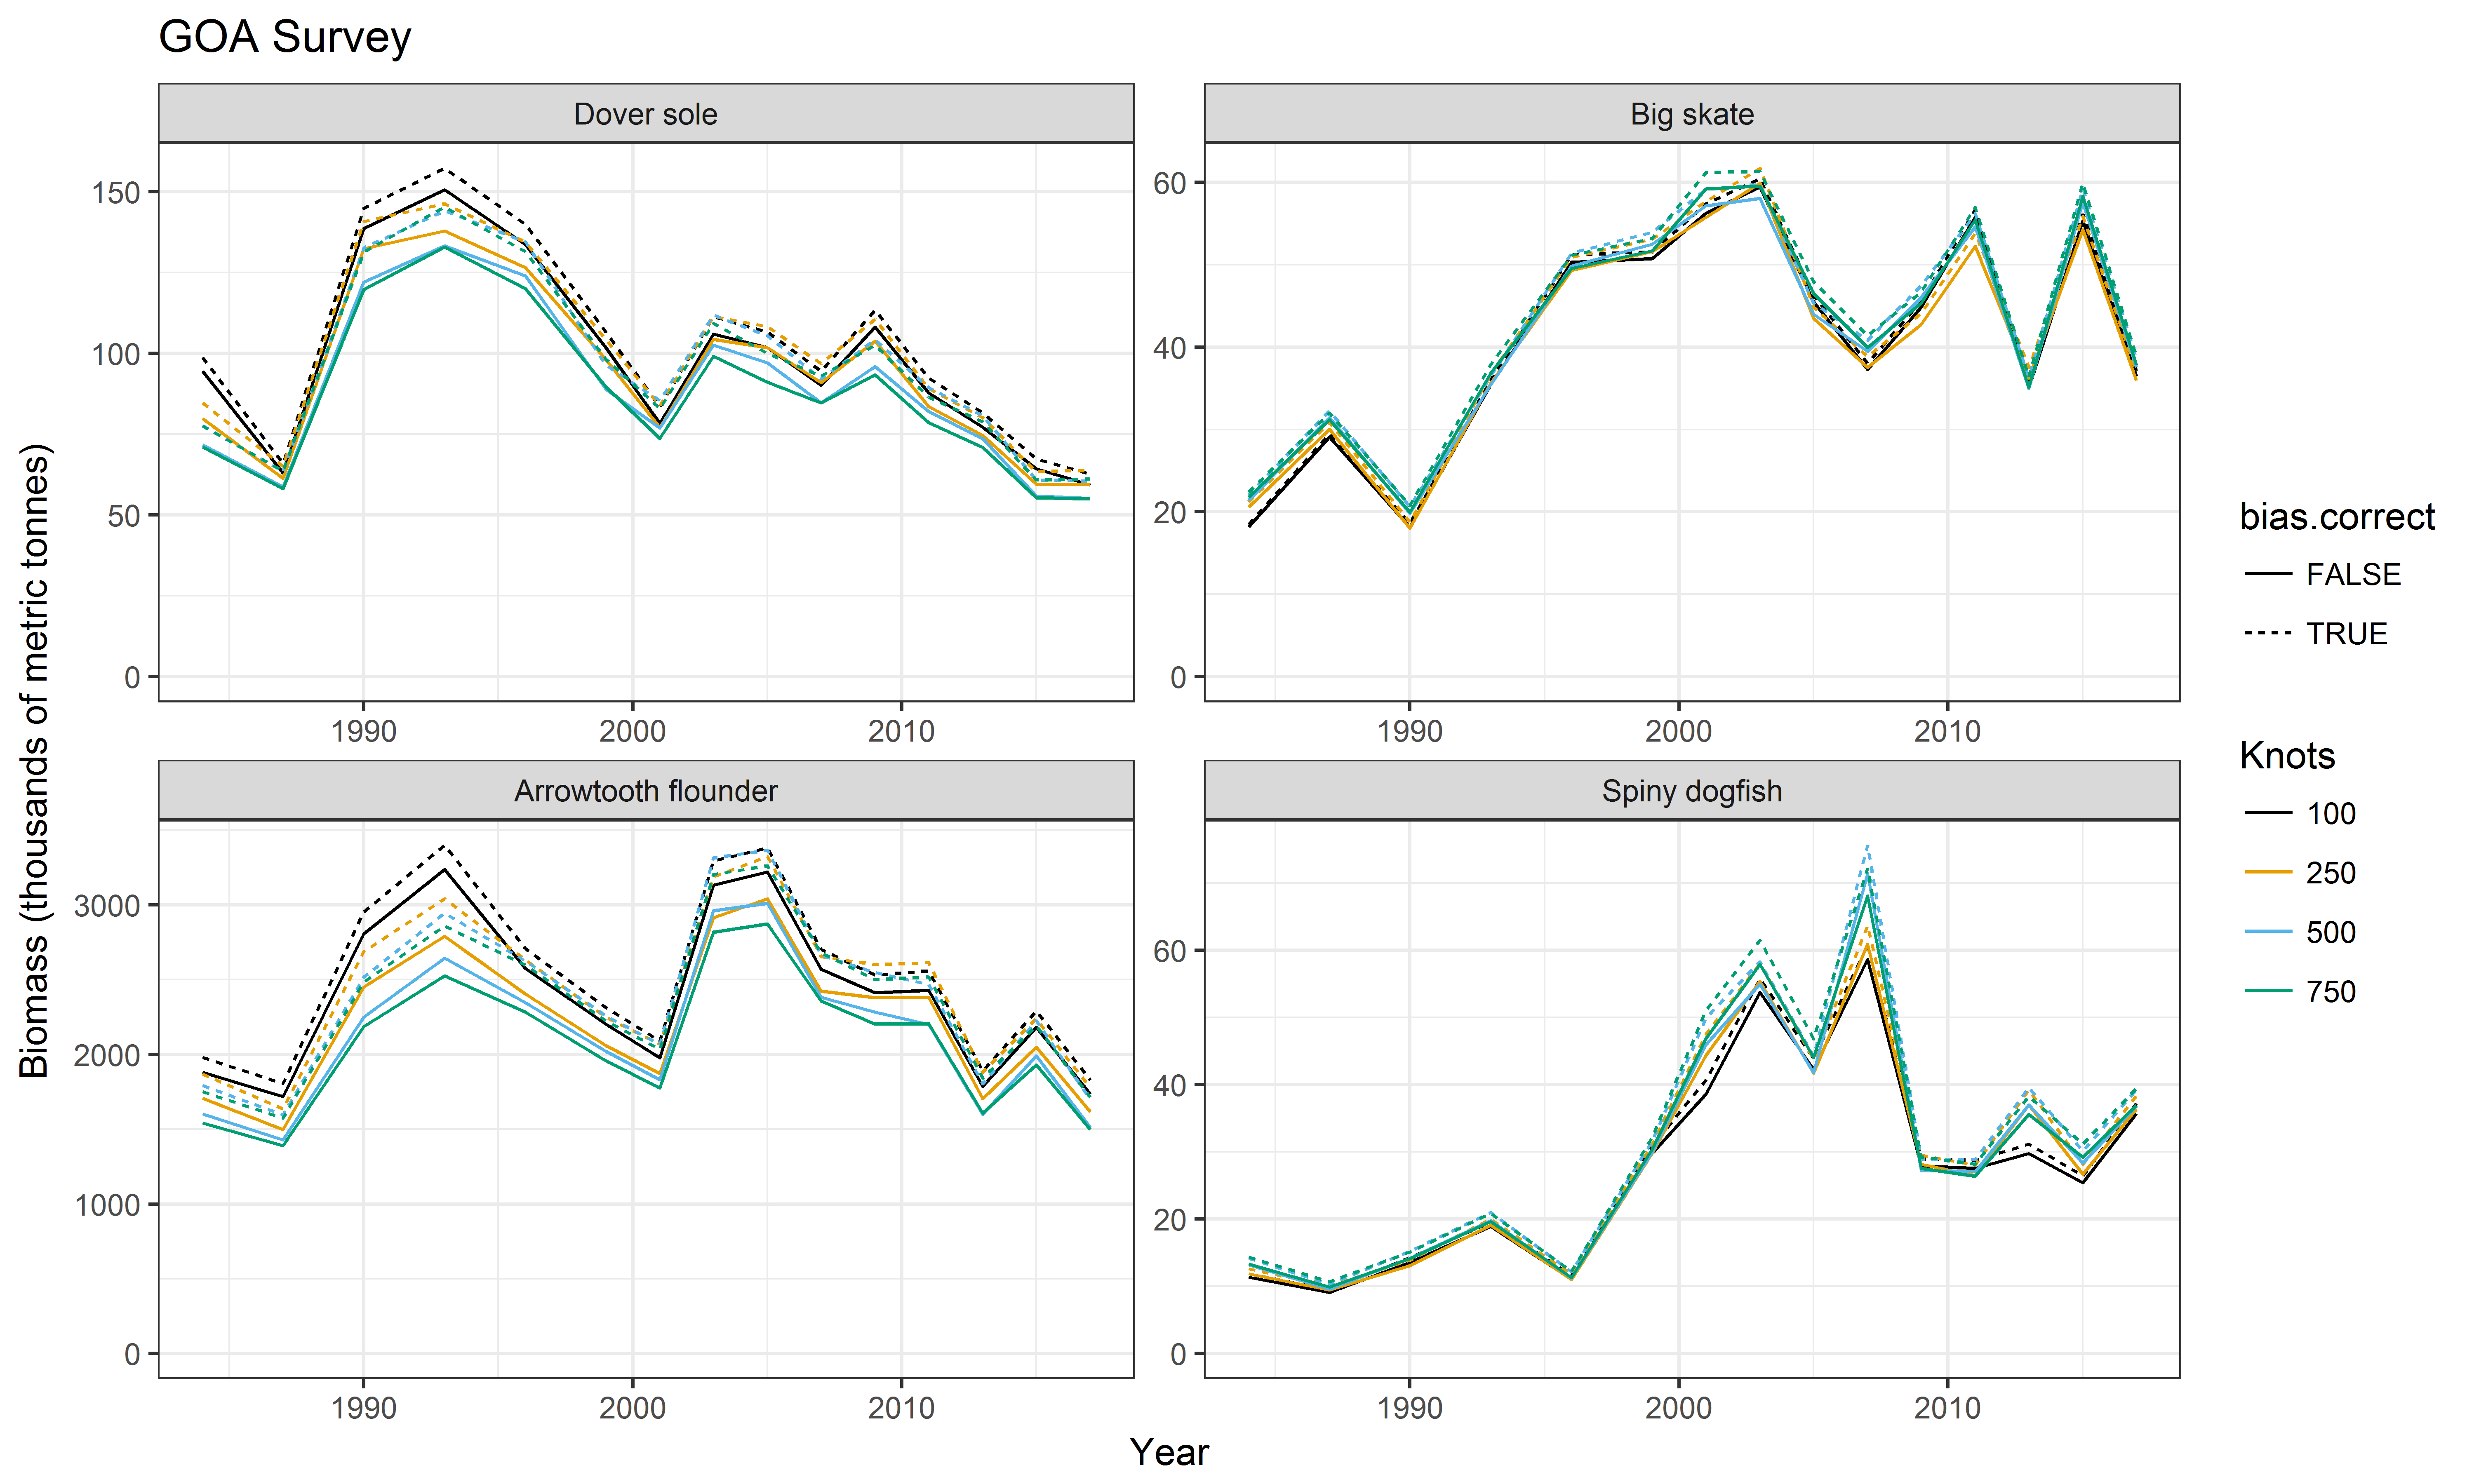 GOA Survey
Dover sole
Big skate
150
100
50
0
60
40
20
0
1990
2000
2010
1990
2000
2010
Arrowtooth flounder
Spiny dogfish
3000
2000
1000
0
60
40
20
0
1990
2000
2010
1990
2000
2010
Year
Biomass (thousands of metric tonnes)
bias.correct
FALSE
TRUE
Knots
100
250
500
750